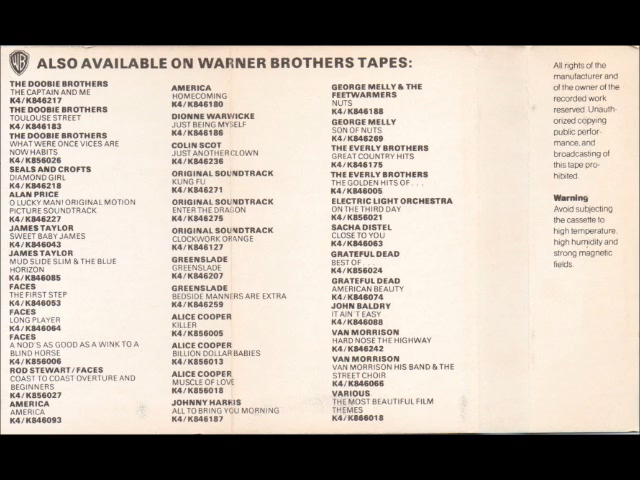 WB ALSO AVAILABLE ON WARNER BROTHERS TAPES:
THE DOOBIE BROTHERS
THE CAPTAIN AND ME
K4/K846217
THE DOOBIE BROTHERS
TOULOUSE STREET
K4/K846183
THE DOOBIE BROTHERS
WHAT WERE ONCE VICES ARE
NOW HABITS
K4/K856026
SEALS AND CROFTS
DIAMOND GIRL
K4/K846218
ALAN PRICE
O LUCKY MAN! ORIGINAL MOTION
PICTURE SOUNDTRACK
K4/K846227
JAMES TAYLOR
SWEET BABY JAMES
K4/K846043
JAMES TAYLOR
MUD SLIDE SLIM & THE BLUE
HORIZON
K4/K846085
FACES
THE FIRST STEP
K4/K846053
FACES
LONG PLAYER
K4/K846064
FACES
A NOD'S AS GOOD AS A WINK TO A
BLIND HORSE
K4/K856006
ROD STEWART/FACES
COAST TO COAST OVERTURE AND
BEGINNERS
K4/K856027
AMERICA
AMERICA
K4/K846093
AMERICA
HOMECOMING
K4/K846180
DIONNE WARWICKE
JUST BEING MYSELF
K4/K846186
COLIN SCOT
JUST ANOTHER CLOWN
K4/K846236
ORIGINAL SOUNDTRACK
KUNG FU
K4/K846271
ORIGINAL SOUNDTRACK
ENTER THE DRAGON
K4/K846275
ORIGINAL SOUNDTRACK
CLOCKWORK ORANGE
K4/K846127
GREENSLADE
GREENSLADE
K4/K846207
GREENSLADE
BEDSIDE MANNERS ARE EXTRA
K4/K846259
ALICE COOPER
KILLER
K4/K856005
ALICE COOPER
BILLION DOLLAR BABIES
K4/K856013
ALICE COOPER
MUSCLE OF LOVE
K4/K856018
JOHNNY HARRIS
ALL TO BRING YOU MORNING
K4/K846187
GEORGE MELLY & THE
FEETWARMERS
NUTS
K4/K846188
GEORGE MELLY
SON OF NUTS
K4/K846269
THE EVERLY BROTHERS
GREAT COUNTRY HITS
K4/K846175
THE EVERLY BROTHERS
THE GOLDEN HITS OF . . .
K4/K846005
ELECTRIC LIGHT ORCHESTRA
ON THE THIRD DAY
K4/K856021
SACHA DISTEL
CLOSE TO YOU
K4/K846063
GRATEFUL DEAD
BEST OF . . .
K4/K856024
GRATEFUL DEAD
AMERICAN BEAUTY
K4/K846074
JOHN BALDRY
IT AIN'T EASY
K4/K846088
VAN MORRISON
HARD NOSE THE HIGHWAY
K4/K846242
VAN MORRISON
VAN MORRISON HIS BAND & THE
STREET CHOIR
K4/K846066
VARIOUS
THE MOST BEAUTIFUL FILM
THEMES
K4/K866018
All rights of the
manufacturer and
of the owner of the
recorded work
reserved. Unauth-
orized copying
public perfor-
mance, and
broadcasting of
this tape pro-
hibited.
Warning
Avoid subjecting
the cassette to
high temperature,
high humidity and
strong magnetic
fields.